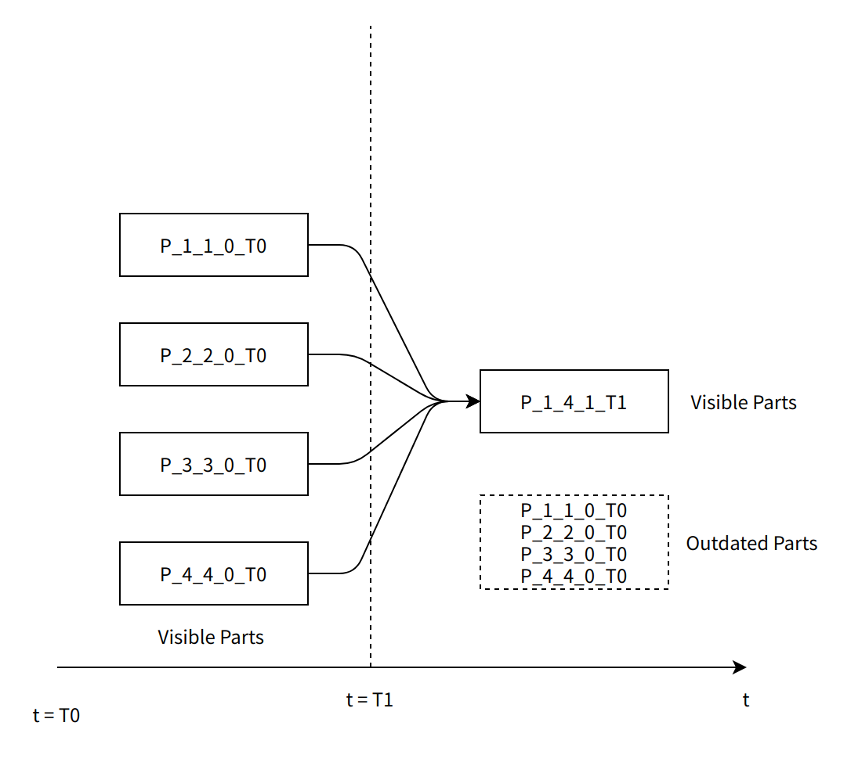 P_1_1_0_T0
P_2_2_0_T0
P_3_3_0_T0
P_4_4_0_T0
Visible Parts
P_1_4_1_T1
Visible Parts
P_1_1_0_T0
P_2_2_0_T0
P_3_3_0_T0
P_4_4_0_T0
Outdated Parts
t = T0
t = T1
t